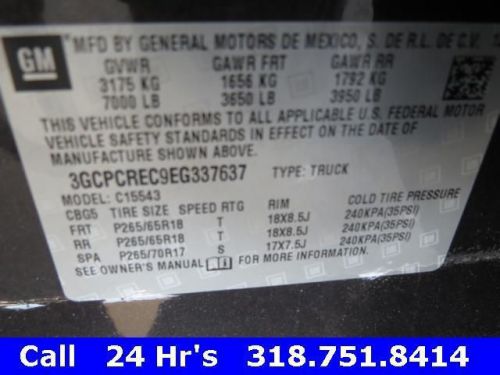 GM MFD BY GENERAL MOTORS DE MEXICO, S. DE R.L. DE C.V.
GVWR GAWR FRT GAWR RR
3175 KG 1656 KG 1792 KG
7000 LB 3650 LB 3950 LB
THIS VEHICLE CONFORMS TO ALL APPLICABLE U.S. FEDERAL MOTOR
VEHICLE SAFETY STANDARDS IN EFFECT ON THE DATE OF
MANUFACTURE SHOWN ABOVE.
3GCPCREC9EG337637 TYPE: TRUCK
MODEL: C15543
CBG5 TIRE SIZE SPEED RTG RIM COLD TIRE PRESSURE
FRT P265/65R18 T 18X8.5J 240KPA(35PSI)
RR P265/65R18 T 18X8.5J 240KPA(35PSI)
SPA P265/70R17 S 17X7.5J 240KPA(35PSI)
SEE OWNER'S MANUAL FOR MORE INFORMATION.
Call 24 Hr's 318.751.8414